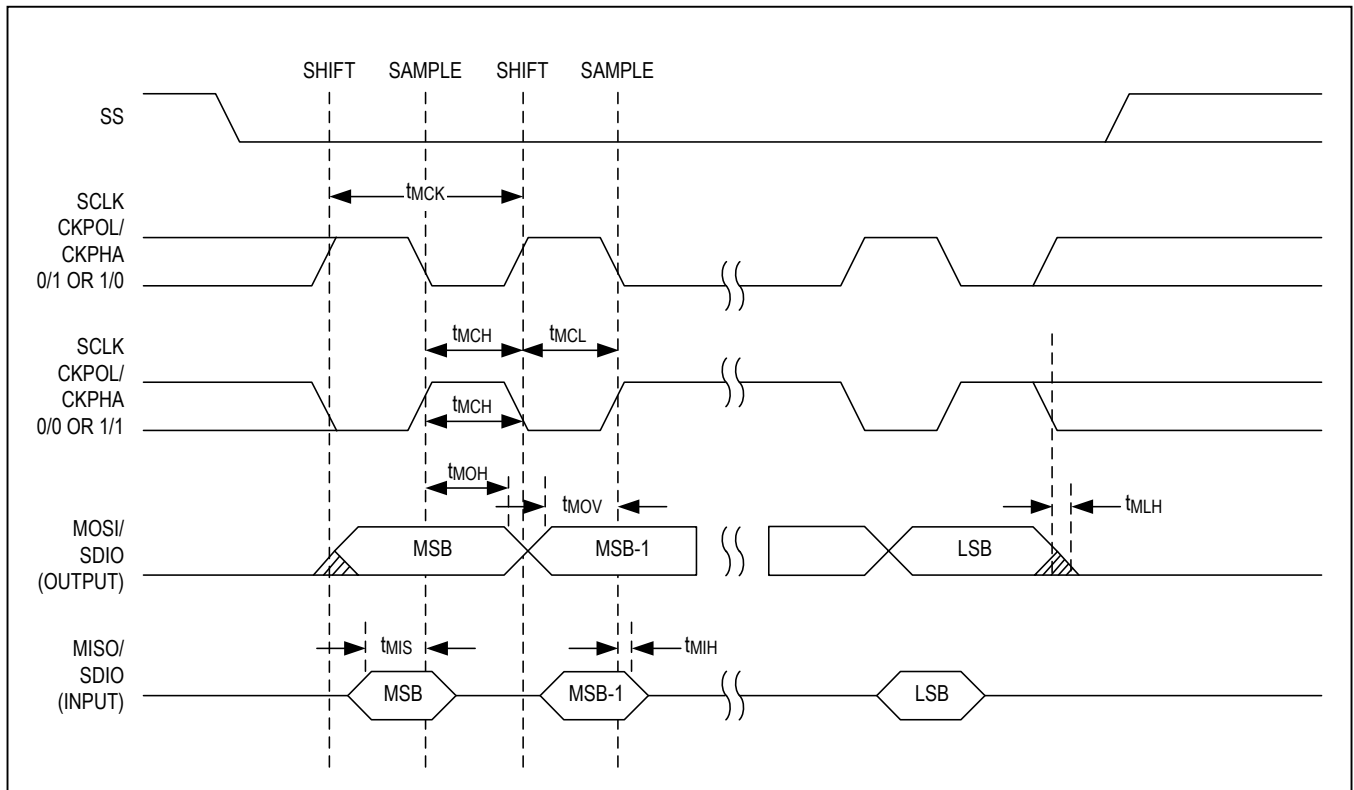 SHIFT SAMPLE SHIFT SAMPLE
SS
tMCK
SCLK
CKPOL/
CKPHA
0/1 OR 1/0
tMCH tMCL
SCLK
CKPOL/
CKPHA
0/0 OR 1/1
tMCH
tMOH
tMOV
tMLH
MOSI/
SDIO
(OUTPUT)
MSB MSB-1 LSB
tMIS
tMIH
MISO/
SDIO
(INPUT)
MSB MSB-1 LSB